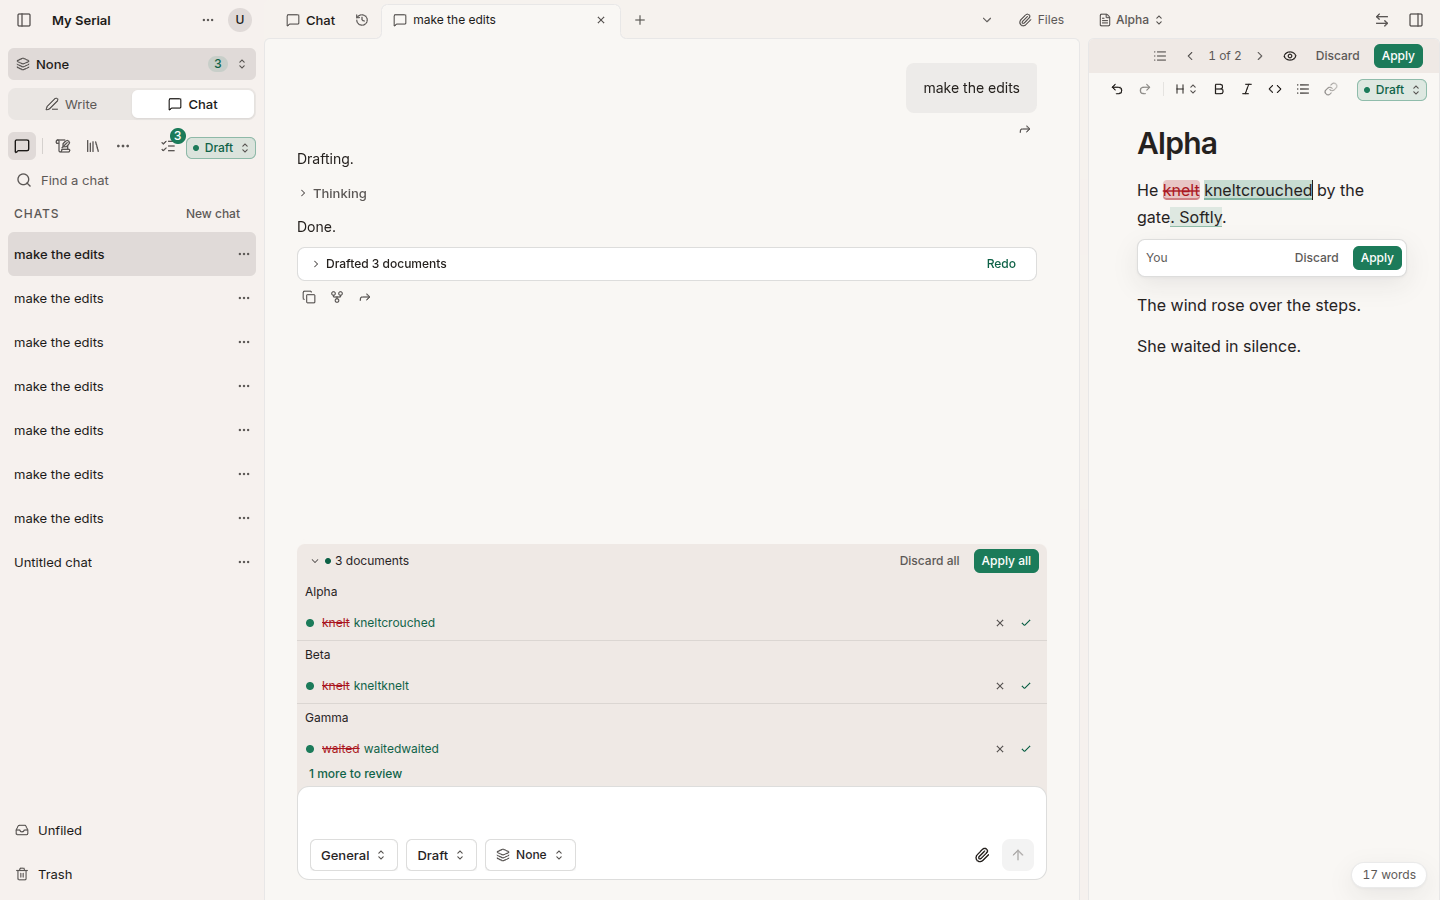 My Serial
U
Chat
make the edits
Files
Alpha
None
3
Write
Chat
3
Draft
Find a chat
CHATS
New chat
make the edits
make the edits
make the edits
make the edits
make the edits
make the edits
make the edits
Untitled chat
Unfiled
Trash
make the edits
Drafting.
Thinking
Done.
Drafted 3 documents
Redo
3 documents
Discard all
Apply all
Alpha
knelt kneltcrouched
Beta
knelt kneltknelt
Gamma
waited waitedwaited
1 more to review
General
Draft
None
1 of 2
Discard
Apply
H
B
I
Draft
Alpha
He knelt kneltcrouched by the
gate. Softly.
You
Discard
Apply
The wind rose over the steps.
She waited in silence.
17 words